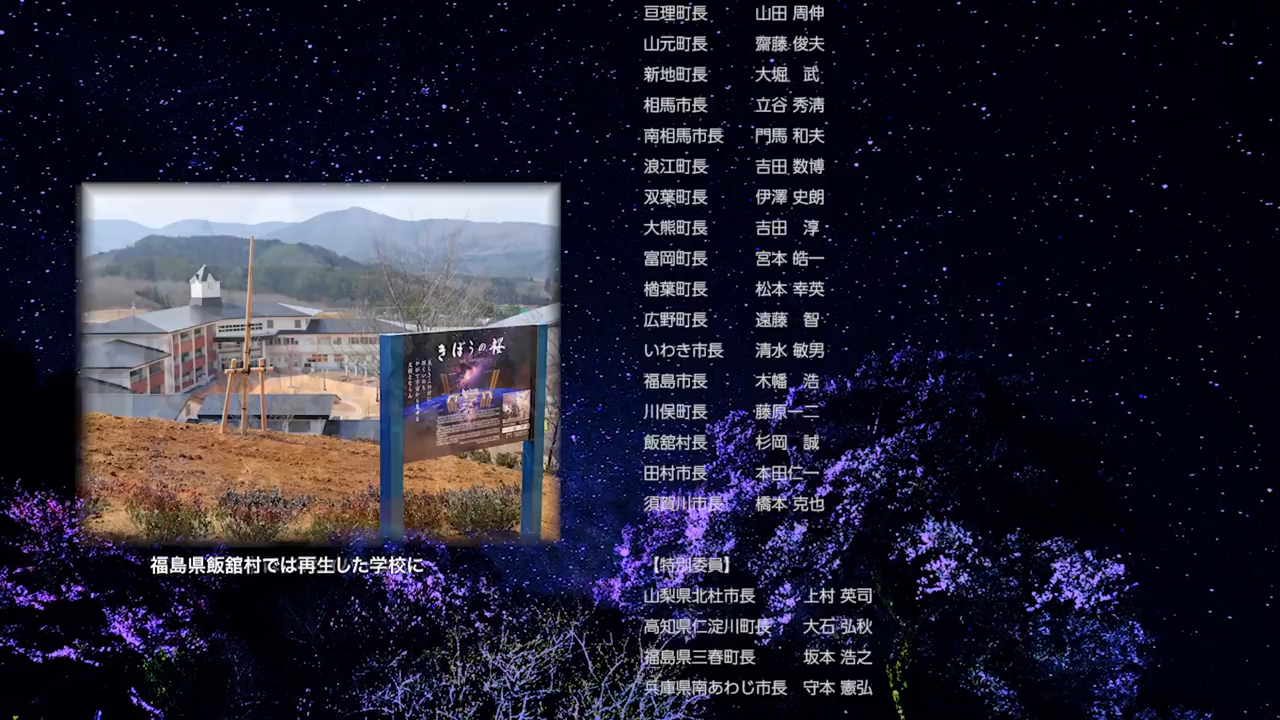 亘理町長 山田 周伸
山元町長 齋藤 俊夫
新地町長 大堀 武
相馬市長 立谷 秀清
南相馬市長 門馬 和夫
浪江町長 吉田 数博
双葉町長 伊澤 史朗
大熊町長 吉田 淳
富岡町長 宮本 皓一
楢葉町長 松本 幸英
広野町長 遠藤 智
いわき市長 清水 敏男
福島市長 木幡 浩
川俣町長 藤原一二
飯舘村長 杉岡 誠
田村市長 本田仁一
須賀川市長 橋本 克也
【特別委員】
山梨県北杜市長 上村 英司
高知県仁淀川町長 大石 弘秋
福島県三春町長 坂本 浩之
兵庫県南あわじ市長 守本 憲弘
きぼうの桜
福島県飯舘村では再生した学校に